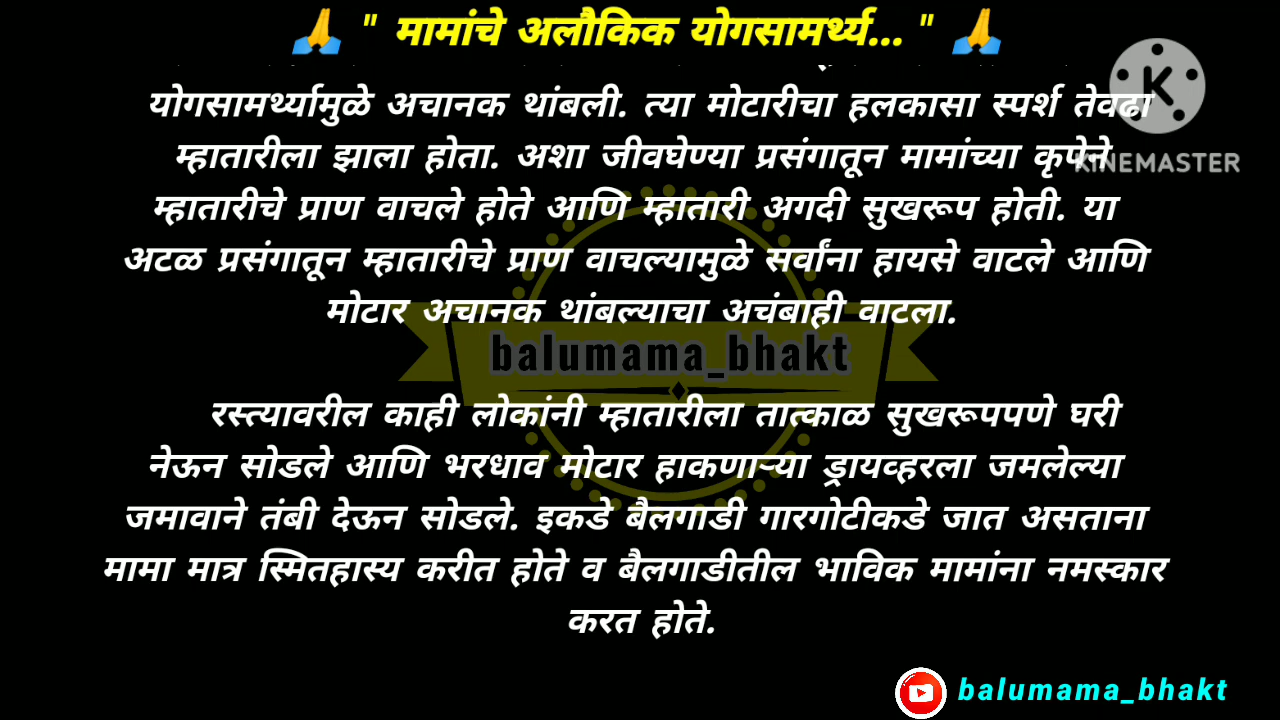 🙏 " मामांचे अलौकिक योगसामर्थ्य... " 🙏
योगसामर्थ्यामुळे अचानक थांबली. त्या मोटारीचा हलकासा स्पर्श तेवढा
म्हातारीला झाला होता. अशा जीवघेण्या प्रसंगातून मामांच्या कृपेने
KINEMASTER
म्हातारीचे प्राण वाचले होते आणि म्हातारी अगदी सुखरूप होती. या
अटळ प्रसंगातून म्हातारीचे प्राण वाचल्यामुळे सर्वांना हायसे वाटले आणि
मोटार अचानक थांबल्याचा अचंबाही वाटला.
balumama_bhakt
रस्त्यावरील काही लोकांनी म्हातारीला तात्काळ सुखरूपपणे घरी
नेऊन सोडले आणि भरधाव मोटार हाकणाऱ्या ड्रायव्हरला जमलेल्या
जमावाने तंबी देऊन सोडले. इकडे बैलगाडी गारगोटीकडे जात असताना
मामा मात्र स्मितहास्य करीत होते व बैलगाडीतील भाविक मामांना नमस्कार
करत होते.
balumama_bhakt